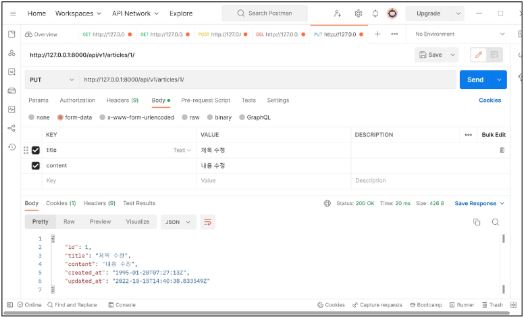 Home Workspaces API Network Explore Search Postman Upgrade
Overview GET http://127.0.0 GET http://127.0.0 POST http://127.0. DEL http://127.0.0 PUT http://127.0.0 No Environment
http://127.0.0.1:8000/api/v1/articles/1/ Save
PUT http://127.0.0.1:8000/api/v1/articles/1/ Send
Params Authorization Headers (9) Body Pre-request Script Tests Settings Cookies
none form-data x-www-form-urlencoded raw binary GraphQL
KEY VALUE DESCRIPTION Bulk Edit
title Text 제목 수정
content 내용 수정
Key Value Description
Body Cookies (1) Headers (9) Test Results Status: 200 OK Time: 20 ms Size: 428 B Save Response
Pretty Raw Preview Visualize JSON
1 {
2 "id": 1,
3 "title": "제목 수정",
4 "content": "내용 수정",
5 "created_at": "1995-01-20T07:27:13Z",
6 "updated_at": "2022-10-15T14:40:38.833549Z"
7 }
Online Find and Replace Console Cookies Capture requests Bootcamp Runner Trash